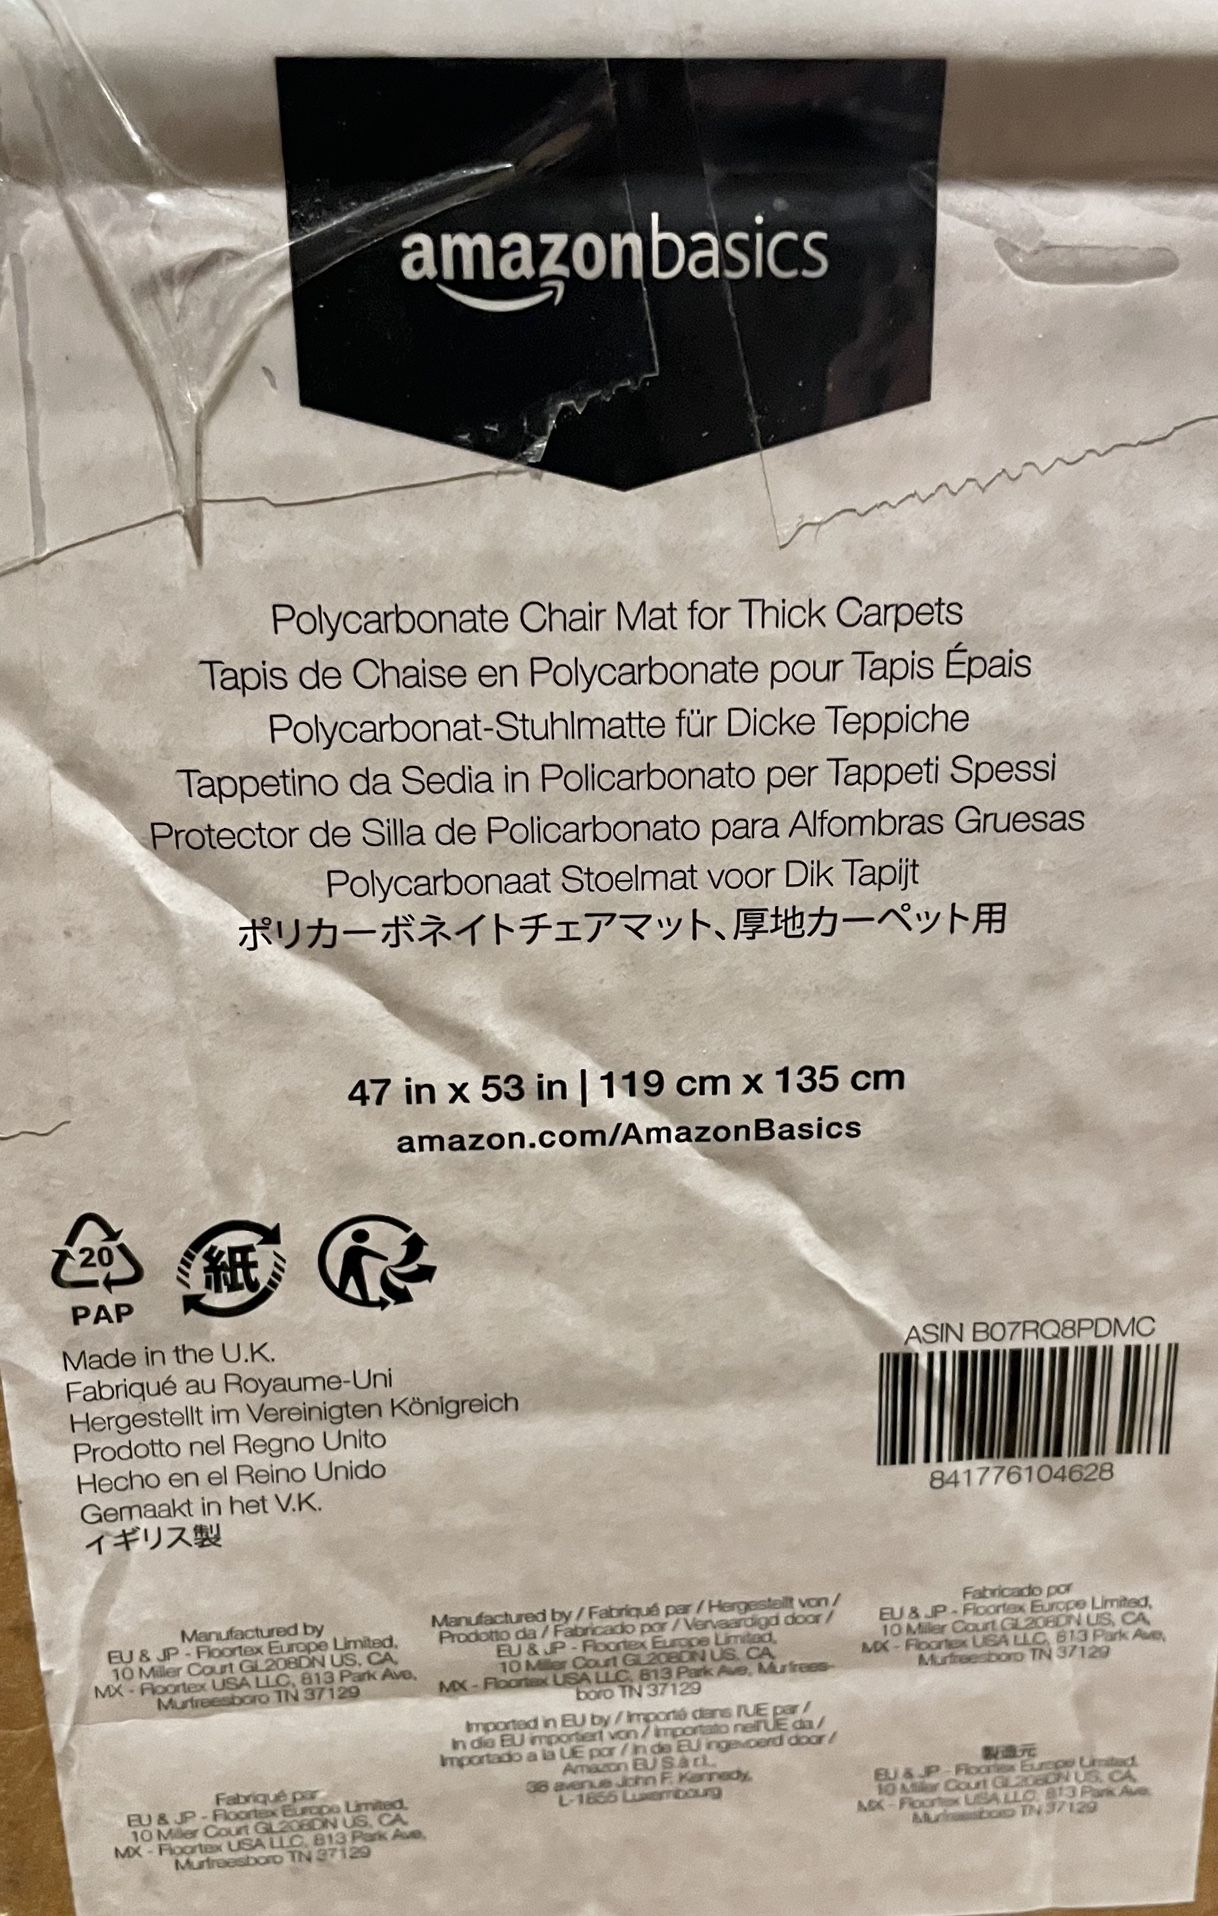 amazonbasics
Polycarbonate Chair Mat for Thick Carpets
Tapis de Chaise en Polycarbonate pour Tapis Épais
Polycarbonat-Stuhlmatte für Dicke Teppiche
Tappetino da Sedia in Policarbonato per Tappeti Spessi
Protector de Silla de Policarbonato para Alfombras Gruesas
Polycarbonaat Stoelmat voor Dik Tapijt
ポリカーボネイトチェアマット、厚地カーペット用
47 in x 53 in | 119 cm x 135 cm
amazon.com/AmazonBasics
20
PAP
紙
Made in the U.K.
Fabriqué au Royaume-Uni
Hergestellt im Vereinigten Königreich
Prodotto nel Regno Unito
Hecho en el Reino Unido
Gemaakt in het V.K.
イギリス製
ASIN B07RQ8PDMC
841776104628
Manufactured by
EU & JP - Floortex Europe Limited,
10 Miller Court GL208DN US, CA,
MX - Floortex USA LLC, 813 Park Ave,
Murfreesboro TN 37129
Manufactured by / Fabriqué par / Hergestellt von /
Prodotto da / Fabricado por / Vervaardigd door /
EU & JP - Floortex Europe Limited,
10 Miller Court GL208DN US, CA,
MX - Floortex USA LLC, 813 Park Ave, Murfrees-
boro TN 37129
Imported in EU by / Importé dans l'UE par /
In die EU importiert von / Importato nell'UE da /
Importado a la UE por / In de EU ingevoerd door /
Amazon EU S.à r.l.,
38 avenue John F. Kennedy,
L-1855 Luxembourg
Fabricado por
EU & JP - Floortex Europe Limited,
10 Miller Court GL208DN US, CA,
MX - Floortex USA LLC, 813 Park Ave,
Murfreesboro TN 37129
Fabriqué par
EU & JP - Floortex Europe Limited,
10 Miller Court GL208DN US, CA,
MX - Floortex USA LLC, 813 Park Ave,
Murfreesboro TN 37129
製造元
EU & JP - Floortex Europe Limited,
10 Miller Court GL208DN US, CA,
MX - Floortex USA LLC, 813 Park Ave,
Murfreesboro TN 37129